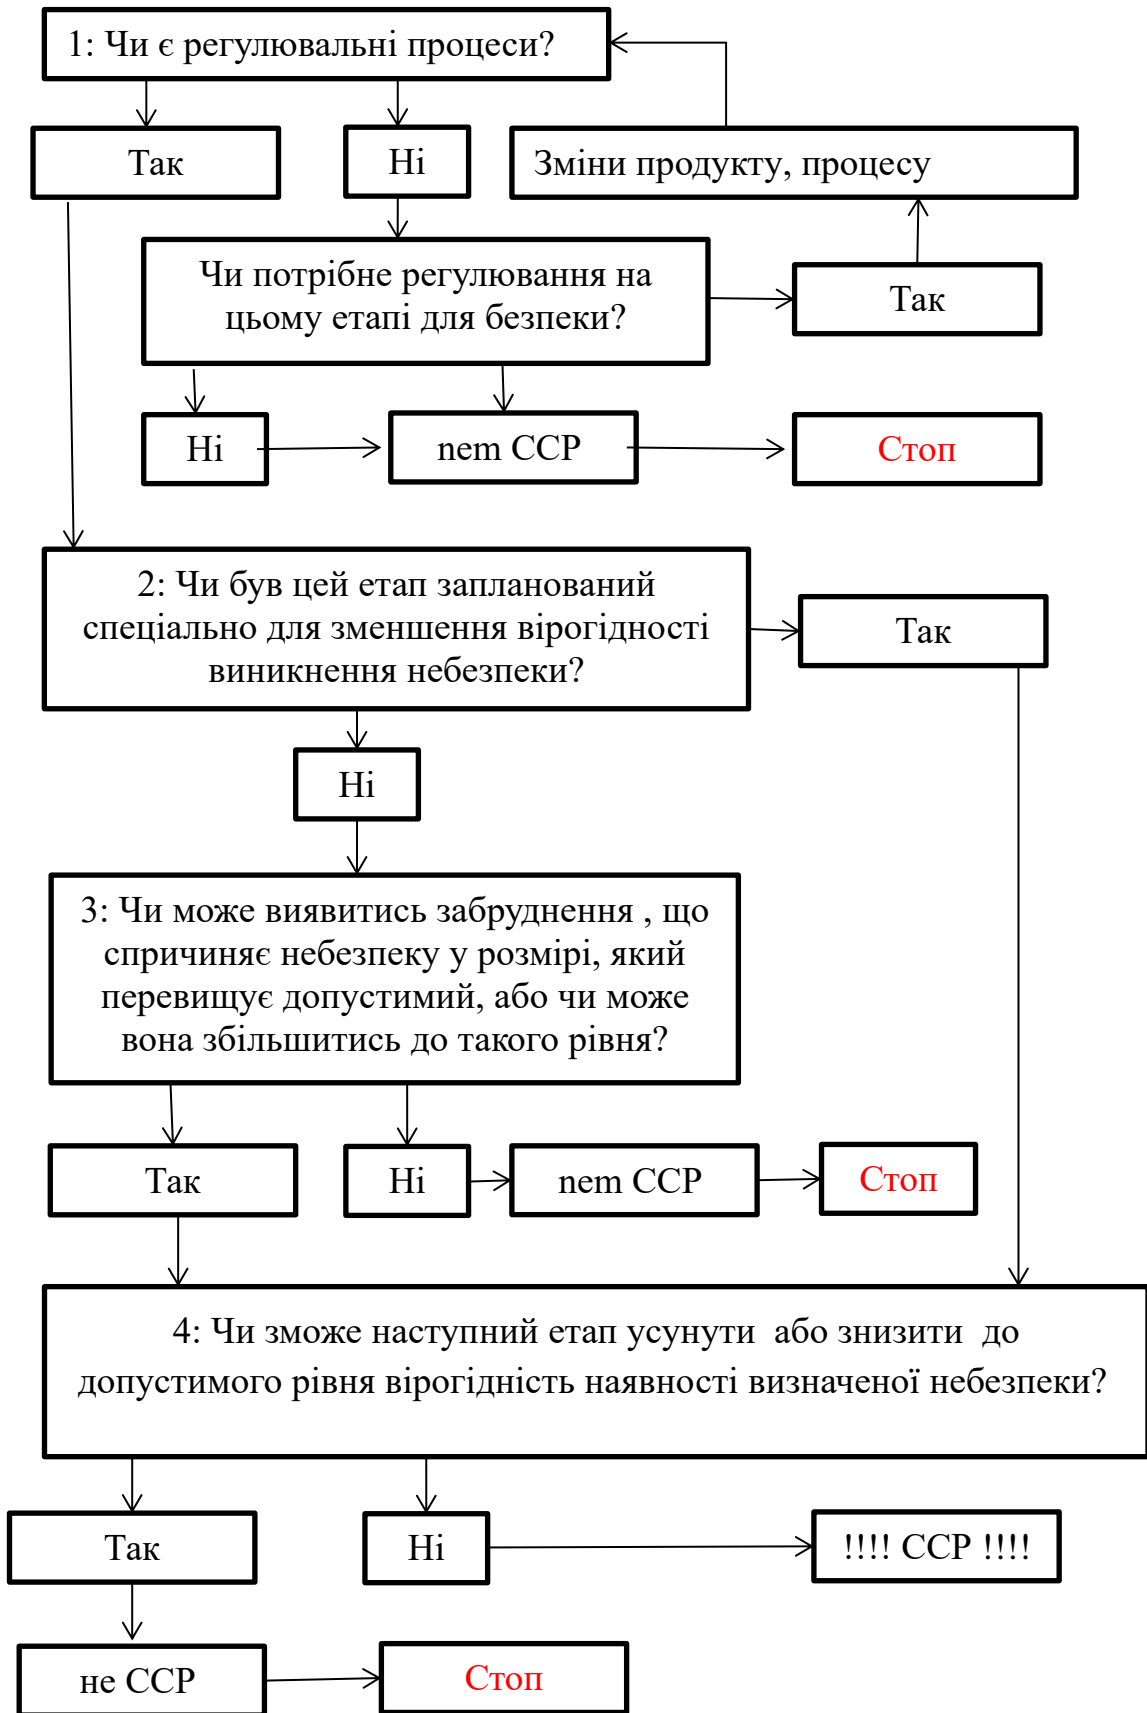 1: Чи є регулювальні процеси?
Так
Ні
Зміни продукту, процесу
Чи потрібне регулювання на
цьому етапі для безпеки?
Так
Ні
nem CCP
Стоп
2: Чи був цей етап запланований
спеціально для зменшення вірогідності
виникнення небезпеки?
Так
Ні
3: Чи може виявитись забруднення , що
спричиняє небезпеку у розмірі, який
перевищує допустимий, або чи може
вона збільшитись до такого рівня?
Так
Ні
nem CCP
Стоп
4: Чи зможе наступний етап усунути або знизити до
допустимого рівня вірогідність наявності визначеної небезпеки?
Так
Ні
!!!! CCP !!!!
не CCP
Стоп